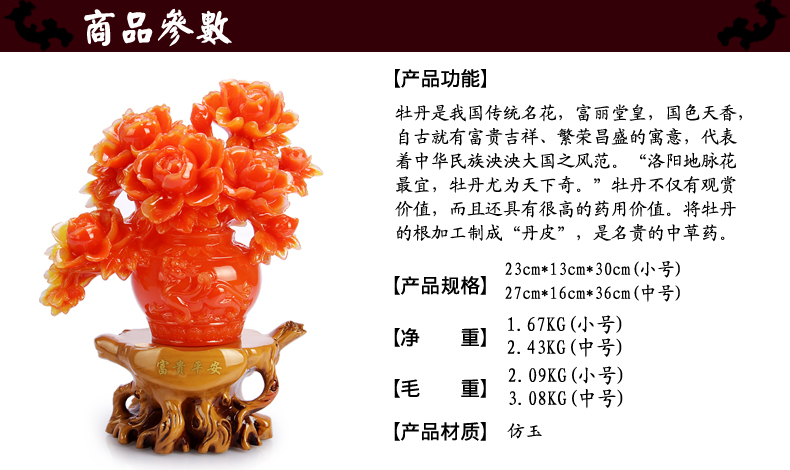 商品參數
【产品功能】
牡丹是我国传统名花，富丽堂皇，国色天香，
自古就有富贵吉祥、繁荣昌盛的寓意，代表
着中华民族泱泱大国之风范。“洛阳地脉花
最宜，牡丹尤为天下奇。”牡丹不仅有观赏
价值，而且还具有很高的药用价值。将牡丹
的根加工制成“丹皮”，是名贵的中草药。
【产品规格】
23cm*13cm*30cm(小号)
27cm*16cm*36cm(中号)
【净 重】
1.67KG(小号)
2.43KG(中号)
【毛 重】
2.09KG(小号)
3.08KG(中号)
【产品材质】 仿玉
富貴平安